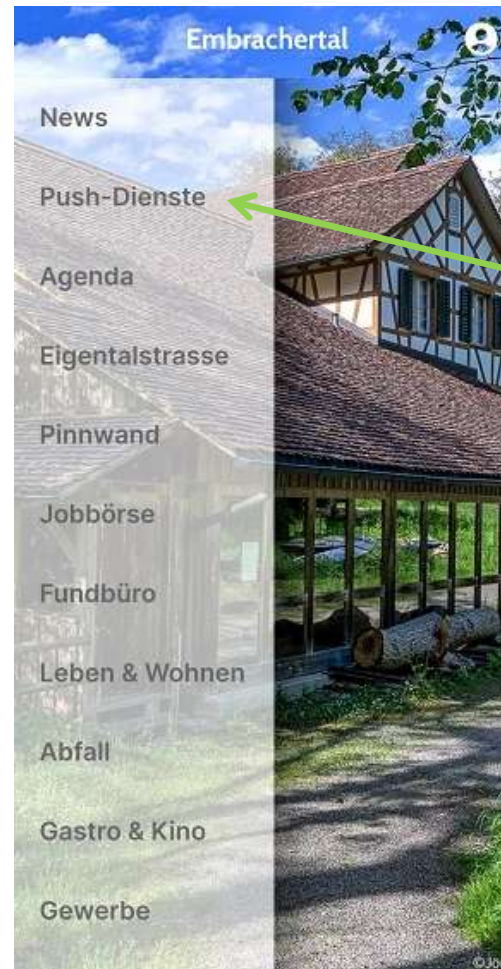 Embrachertal
News
Push-Dienste
Agenda
Eigentalstrasse
Pinnwand
Jobbörse
Fundbüro
Leben & Wohnen
Abfall
Gastro & Kino
Gewerbe